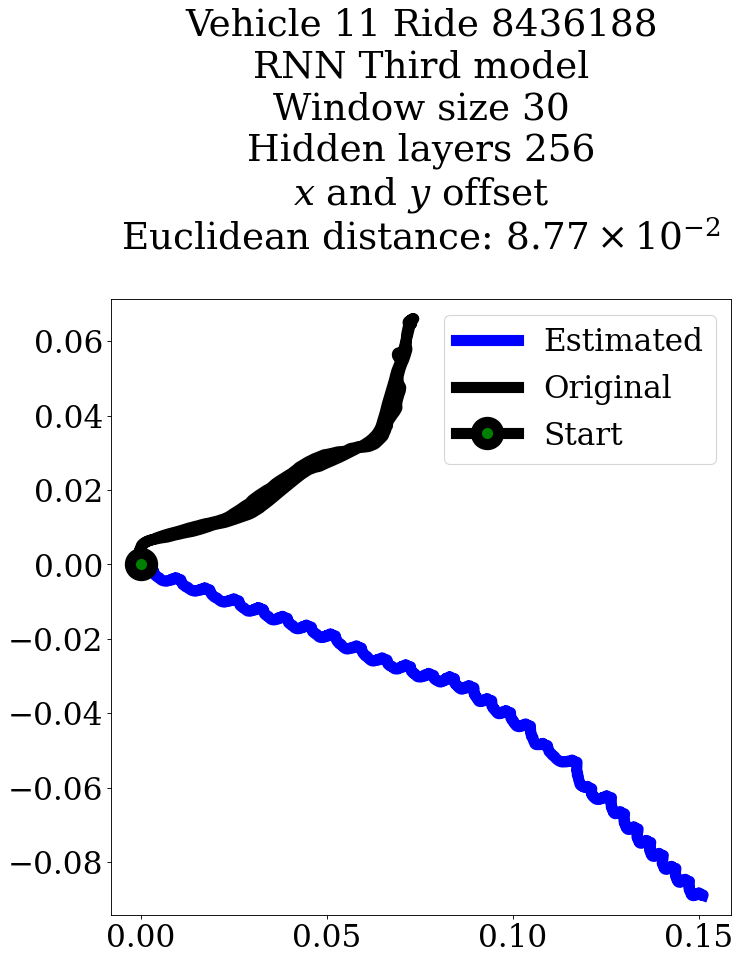 Vehicle 11 Ride 8436188
RNN Third model
Window size 30
Hidden layers 256
x and y offset
Euclidean distance: 8.77 × 10⁻²
Estimated
Original
Start
0.06
0.04
0.02
0.00
−0.02
−0.04
−0.06
−0.08
0.00 0.05 0.10 0.15